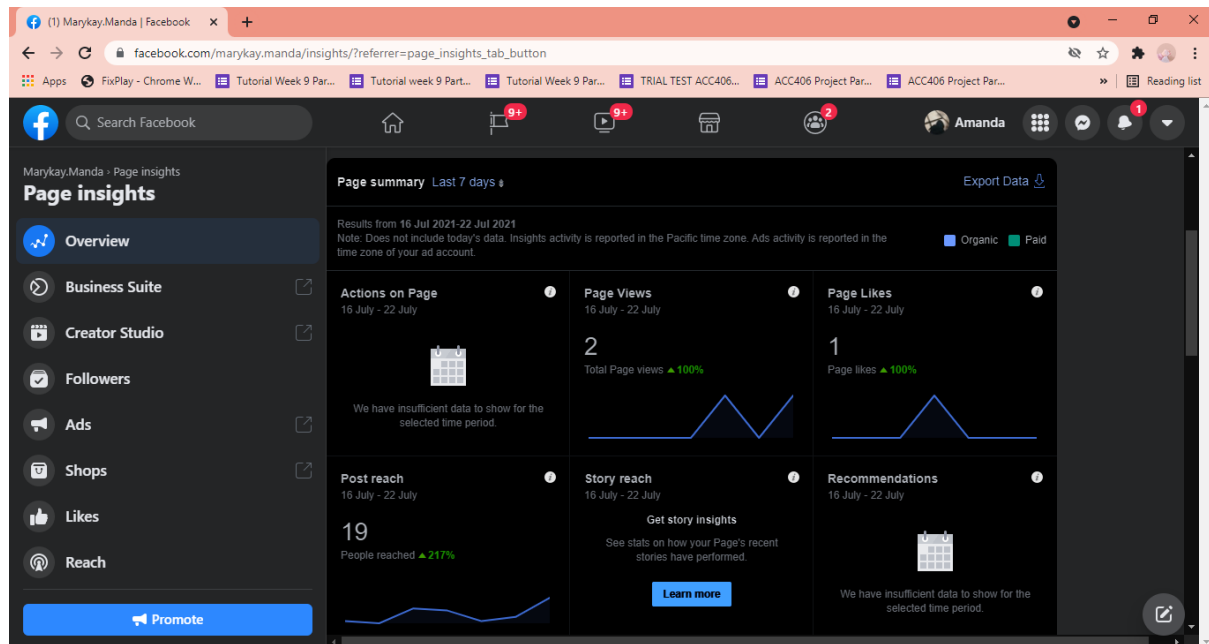 (1) Marykay.Manda | Facebook
facebook.com/marykay.manda/insights/?referrer=page_insights_tab_button
Apps FixPlay - Chrome W... Tutorial Week 9 Par... Tutorial week 9 Part... Tutorial Week 9 Par... TRIAL TEST ACC406... ACC406 Project Par... ACC406 Project Par... » Reading list
Search Facebook 9+ 9+ 2 Amanda 1
Marykay.Manda › Page insights
Page insights
Overview
Business Suite
Creator Studio
Followers
Ads
Shops
Likes
Reach
Promote
Page summary Last 7 days Export Data
Results from 16 Jul 2021-22 Jul 2021
Note: Does not include today's data. Insights activity is reported in the Pacific time zone. Ads activity is reported in the
time zone of your ad account.
Organic Paid
Actions on Page
16 July - 22 July
We have insufficient data to show for the
selected time period.
Page Views
16 July - 22 July
2
Total Page views ▲100%
Page Likes
16 July - 22 July
1
Page likes ▲100%
Post reach
16 July - 22 July
19
People reached ▲217%
Story reach
16 July - 22 July
Get story insights
See stats on how your Page's recent
stories have performed.
Learn more
Recommendations
16 July - 22 July
We have insufficient data to show for the
selected time period.